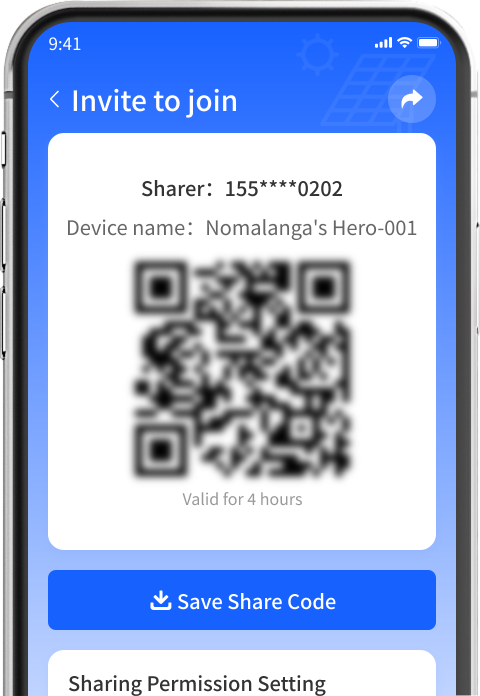 9:41
Invite to join
Sharer：155****0202
Device name：Nomalanga's Hero-001
Valid for 4 hours
Save Share Code
Sharing Permission Setting